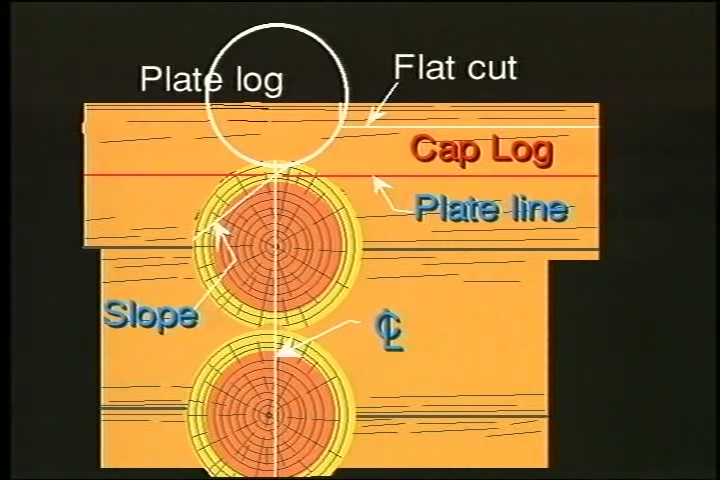 Plate log
Flat cut
Cap Log
Plate line
Slope
℄